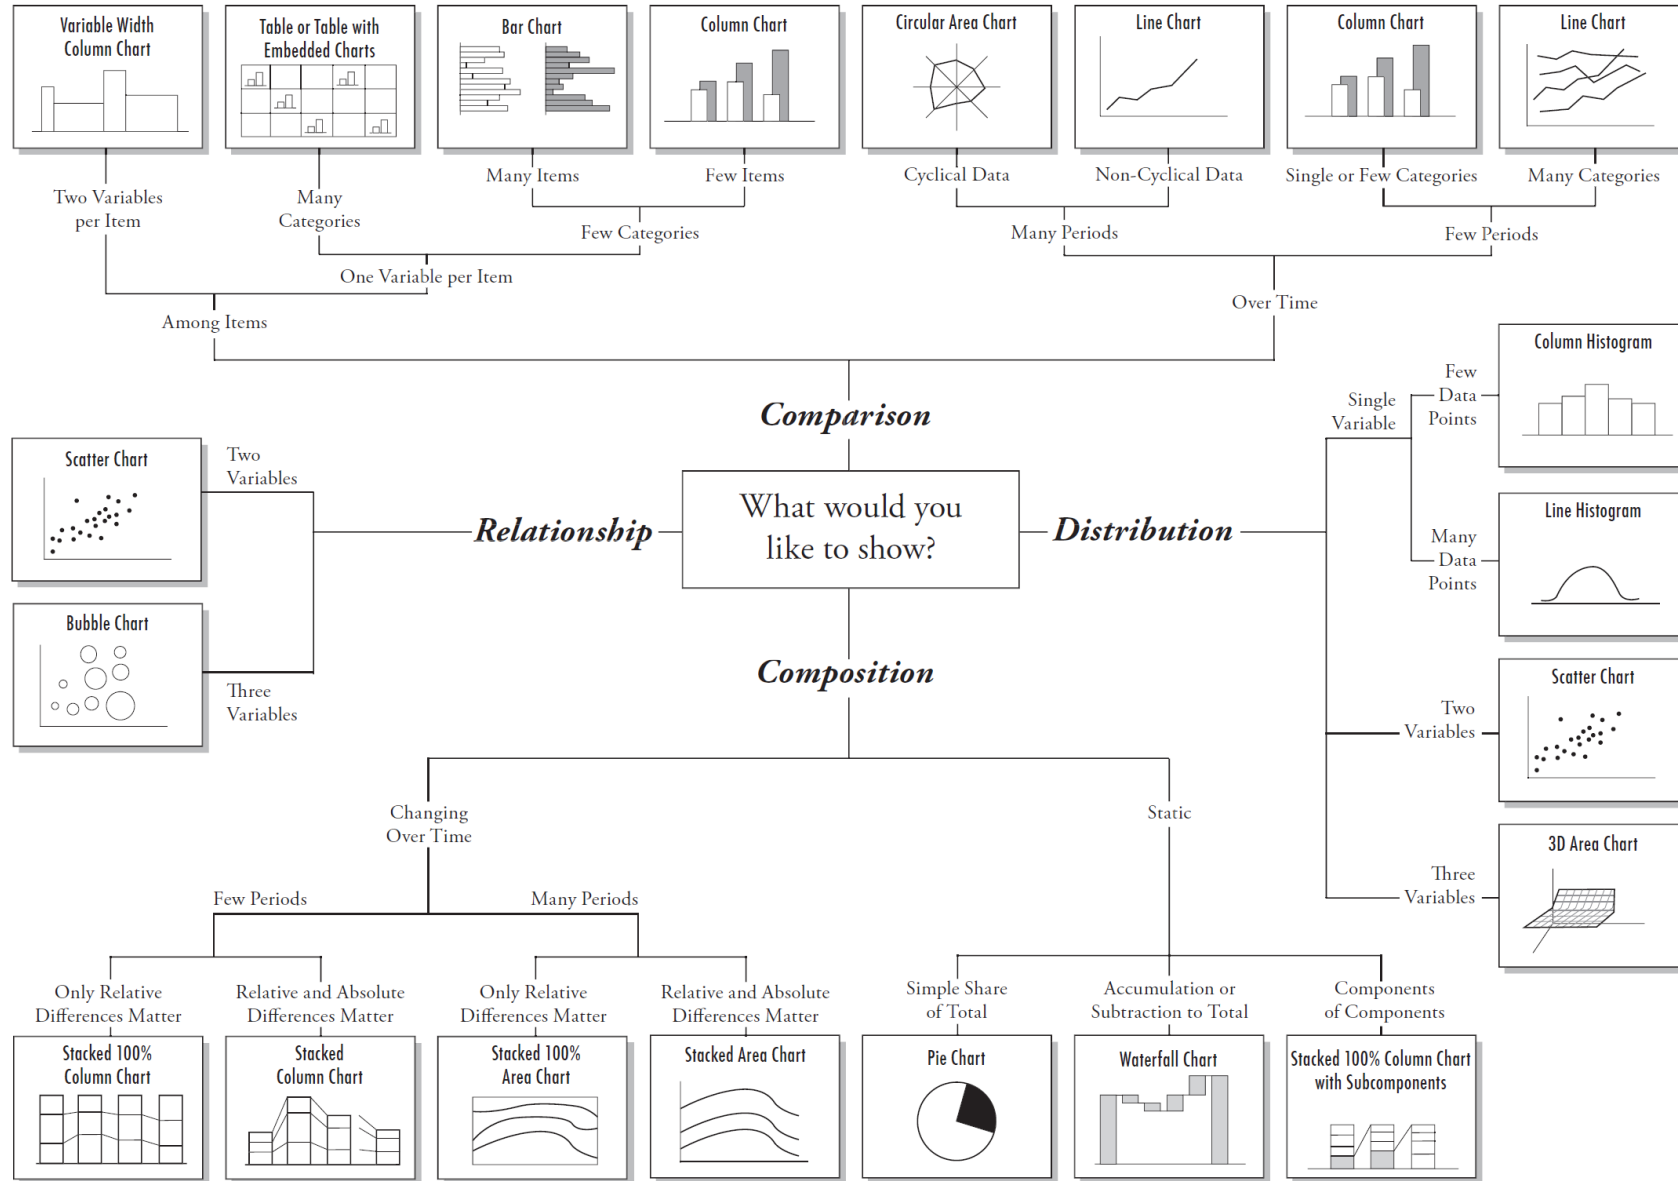 Variable Width
Column Chart
Table or Table with
Embedded Charts
Bar Chart
Column Chart
Circular Area Chart
Line Chart
Column Chart
Line Chart
Two Variables
per Item
Many
Categories
Many Items
Few Items
Cyclical Data
Non-Cyclical Data
Single or Few Categories
Many Categories
Few Categories
Many Periods
Few Periods
One Variable per Item
Among Items
Over Time
Comparison
What would you
like to show?
Relationship
Two
Variables
Scatter Chart
Three
Variables
Bubble Chart
Distribution
Single
Variable
Few
Data
Points
Column Histogram
Many
Data
Points
Line Histogram
Two
Variables
Scatter Chart
Three
Variables
3D Area Chart
Composition
Changing
Over Time
Static
Few Periods
Many Periods
Only Relative
Differences Matter
Relative and Absolute
Differences Matter
Only Relative
Differences Matter
Relative and Absolute
Differences Matter
Simple Share
of Total
Accumulation or
Subtraction to Total
Components
of Components
Stacked 100%
Column Chart
Stacked
Column Chart
Stacked 100%
Area Chart
Stacked Area Chart
Pie Chart
Waterfall Chart
Stacked 100% Column Chart
with Subcomponents